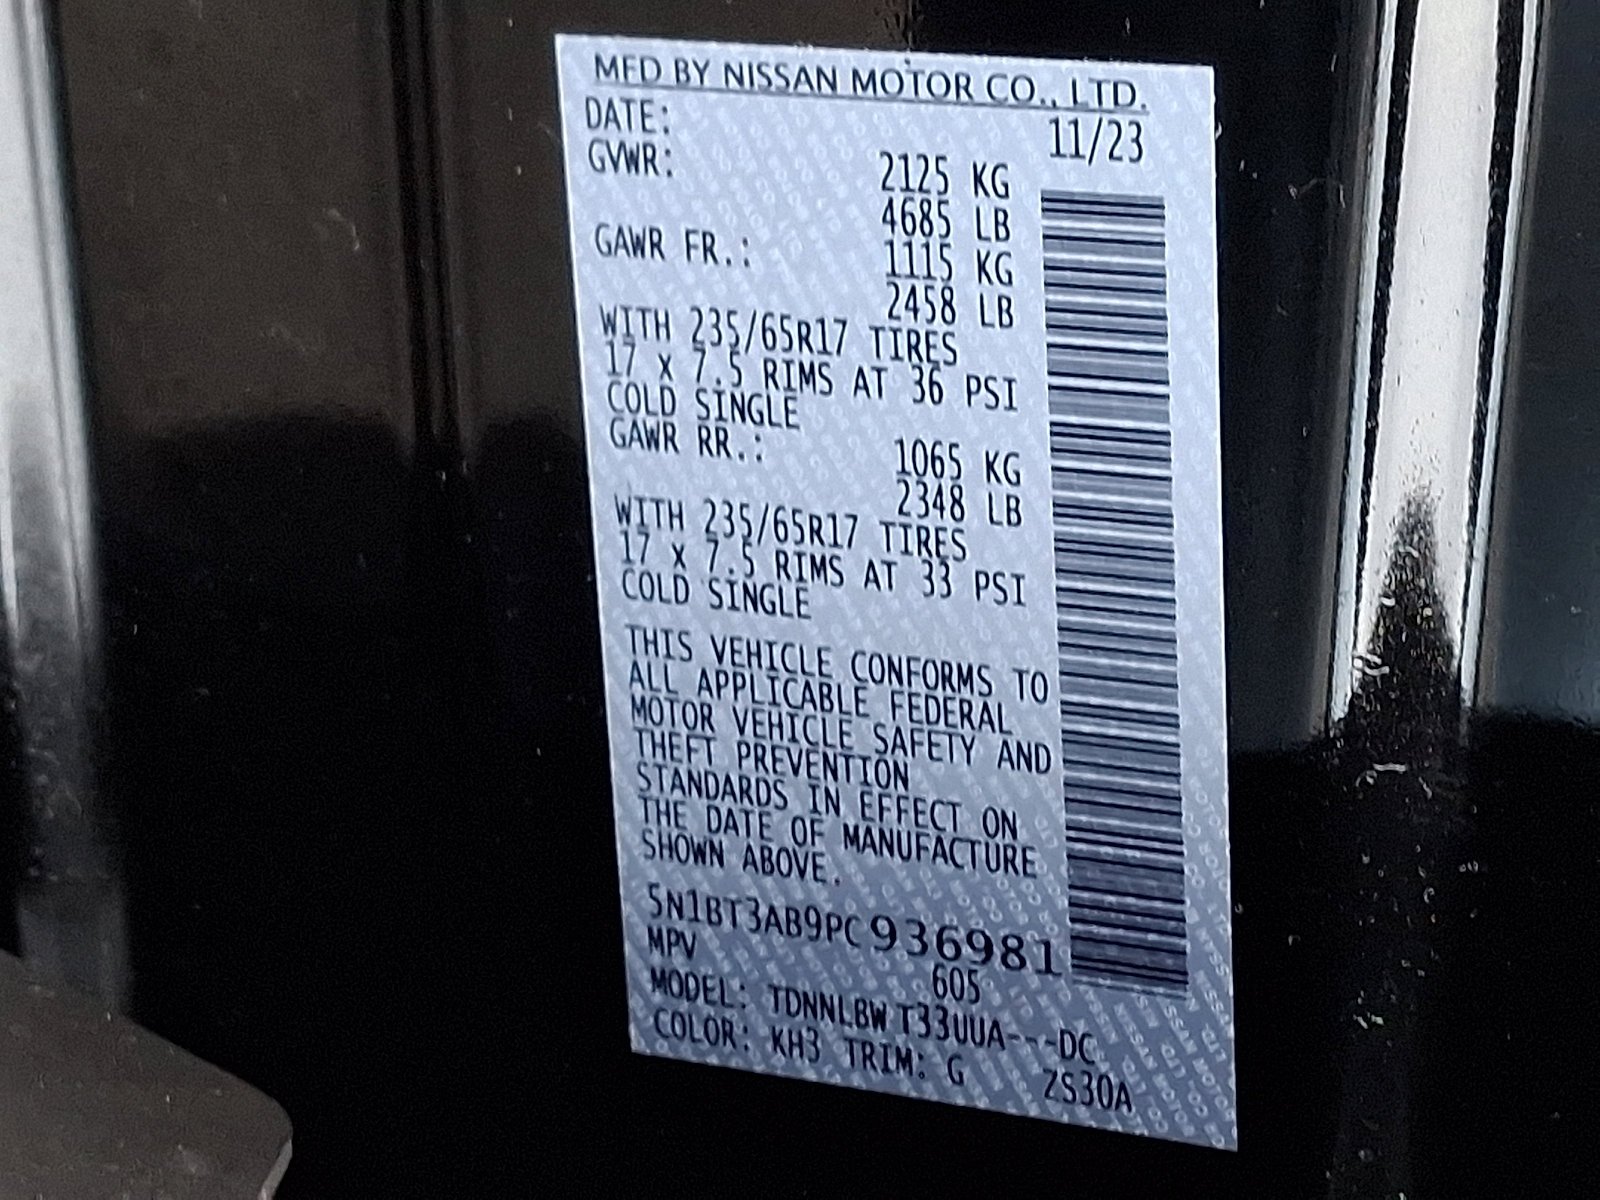 MFD BY NISSAN MOTOR CO., LTD.
DATE: 11/23
GVWR: 2125 KG
4685 LB
GAWR FR.: 1115 KG
2458 LB
WITH 235/65R17 TIRES
17 x 7.5 RIMS AT 36 PSI
COLD SINGLE
GAWR RR.: 1065 KG
2348 LB
WITH 235/65R17 TIRES
17 x 7.5 RIMS AT 33 PSI
COLD SINGLE
THIS VEHICLE CONFORMS TO
ALL APPLICABLE FEDERAL
MOTOR VEHICLE SAFETY AND
THEFT PREVENTION
STANDARDS IN EFFECT ON
THE DATE OF MANUFACTURE
SHOWN ABOVE.
5N1BT3AB9PC936981
MPV 605
MODEL: TDNNLBW T33UUA---DC
COLOR: KH3 TRIM: G ZS30A